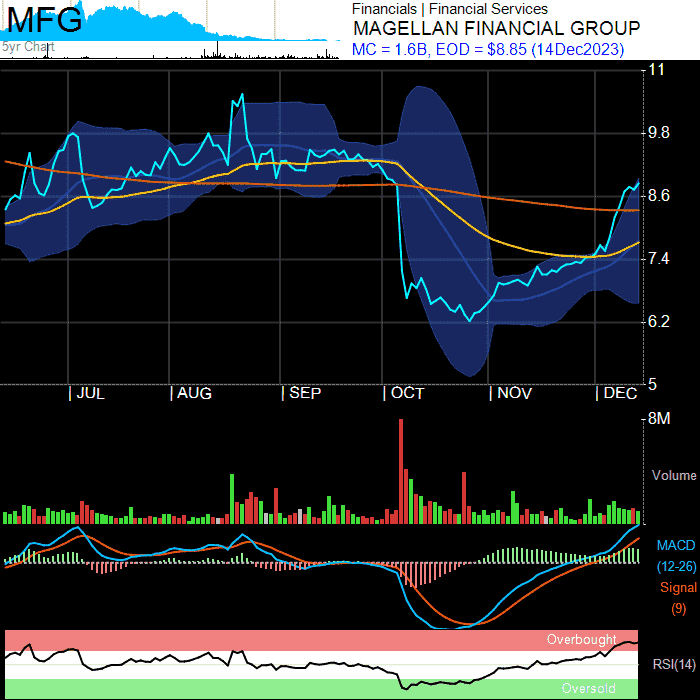 MFG
5yr Chart
Financials | Financial Services
MAGELLAN FINANCIAL GROUP
MC = 1.6B, EOD = $8.85 (14Dec2023)
11
9.8
8.6
7.4
6.2
5
| JUL
| AUG
| SEP
| OCT
| NOV
| DEC
8M
Volume
MACD
(12-26)
Signal
(9)
Overbought
RSI(14)
Oversold